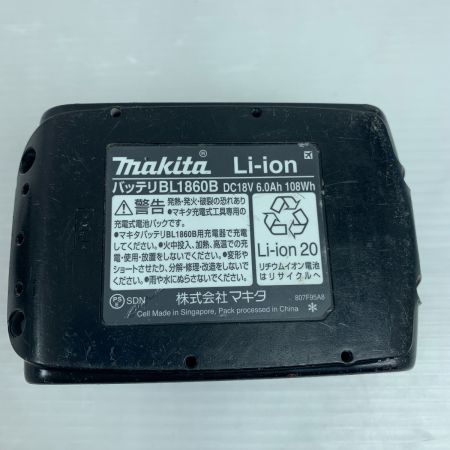 makita® Li-ion
バッテリBL1860B DC18V 6.0Ah 108Wh
警告 発熱・発火・破裂の恐れあり
●マキタ充電式工具専用の
充電式電池パックです。
●マキタバッテリBL1860B用充電器で充電
してください。●火中投入、加熱、高温での充
電・使用・放置をしないでください。●変形や
ショートさせたり、分解・修理・改造をしないで
ください。●雨や水にぬらさないでください。
Li-ion 20
リチウムイオン電池
はリサイクルへ
PS E SDN 株式会社マキタ 807F95A8
Cell Made in Singapore, Pack processed in China